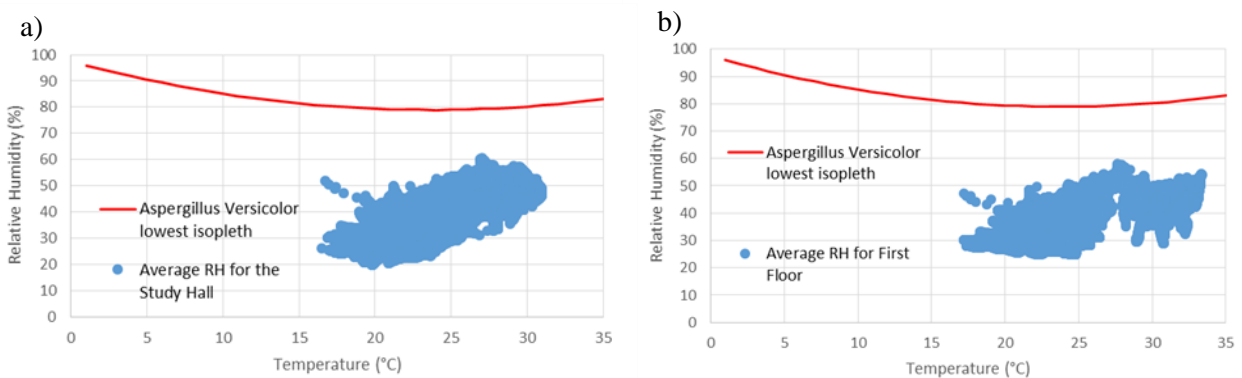 a)
100
90
80
70
60
50
40
30
20
10
0
Relative Humidity (%)
Aspergillus Versicolor
lowest isopleth
Average RH for the
Study Hall
0 5 10 15 20 25 30 35
Temperature (°C)
b)
100
90
80
70
60
50
40
30
20
10
0
Relative Humidity (%)
Aspergillus Versicolor
lowest isopleth
Average RH for First
Floor
0 5 10 15 20 25 30 35
Temperature (°C)